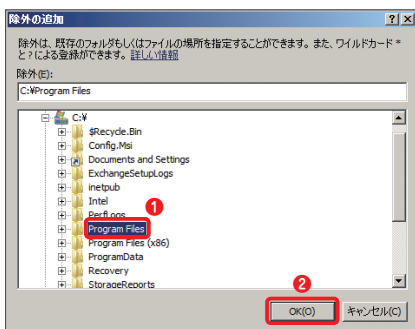 除外の追加
除外は、既存のフォルダもしくはファイルの場所を指定することができます。また、ワイルドカード *
と ? による登録ができます。詳しい情報
除外(E):
C:¥Program Files
C:¥
$Recycle.Bin
Config.Msi
Documents and Settings
ExchangeSetupLogs
inetpub
Intel
PerfLogs
1
Program Files
Program Files (x86)
ProgramData
Recovery
StorageReports
2
OK(O)
キャンセル(C)